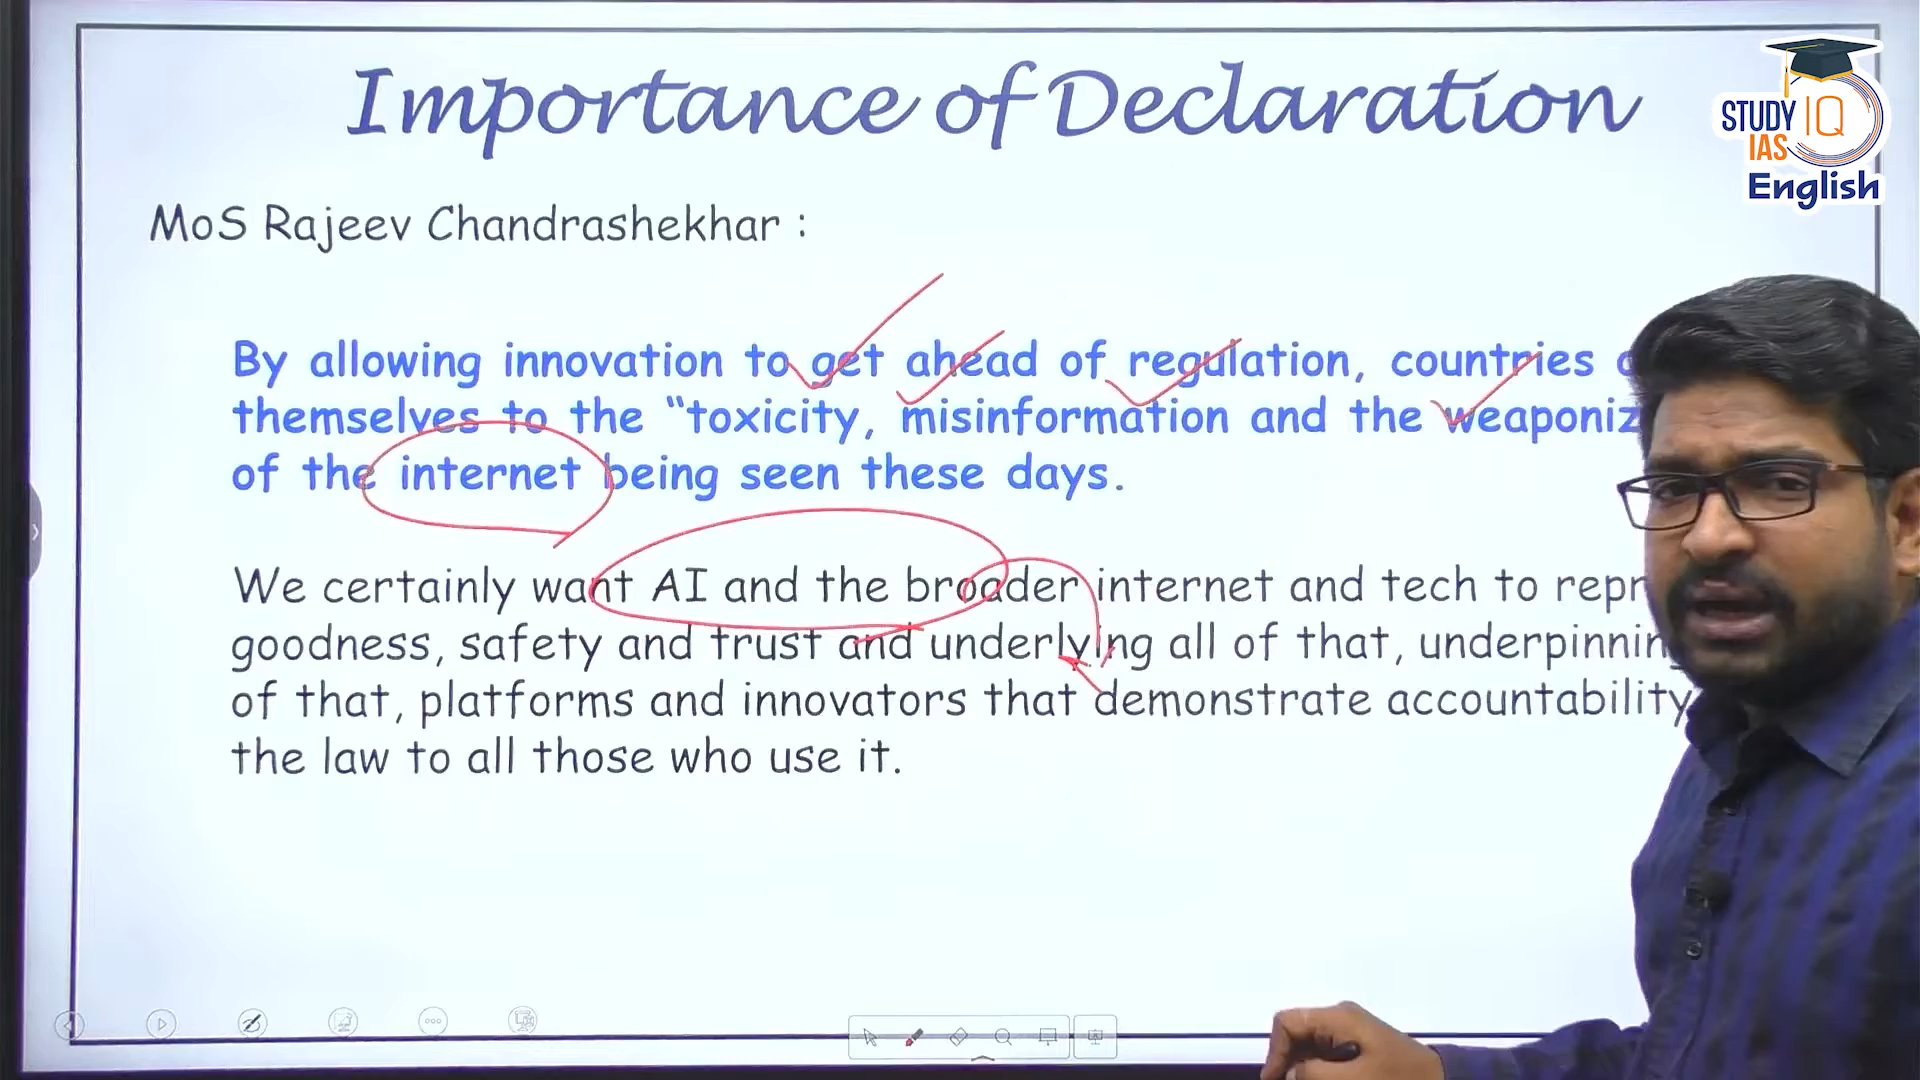 Importance of Declaration
STUDY IQ
IAS
English
MoS Rajeev Chandrashekhar :
By allowing innovation to get ahead of regulation, countries
themselves to the “toxicity, misinformation and the
of the internet being seen these days.
We certainly want AI and the broader internet and tech to
goodness, safety and trust and underlying all of that,
of that, platforms and innovators that demonstrate accountability
the law to all those who use it.